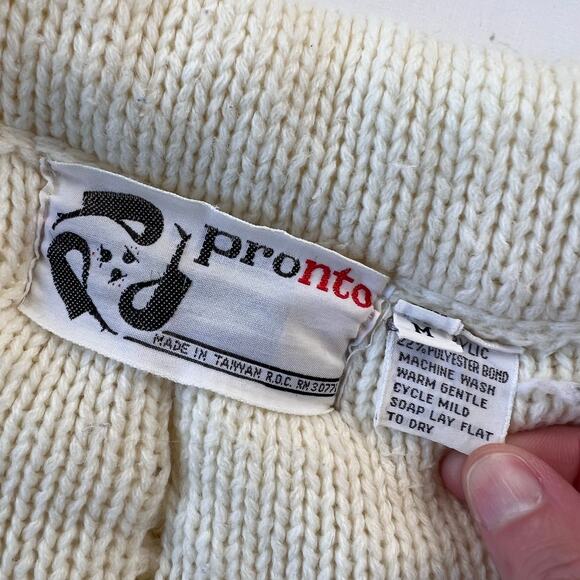 pronto
MADE IN TAIWAN R.O.C. RN 3077
M
22% POLYESTER BOND
MACHINE WASH
WARM GENTLE
CYCLE MILD
SOAP LAY FLAT
TO DRY